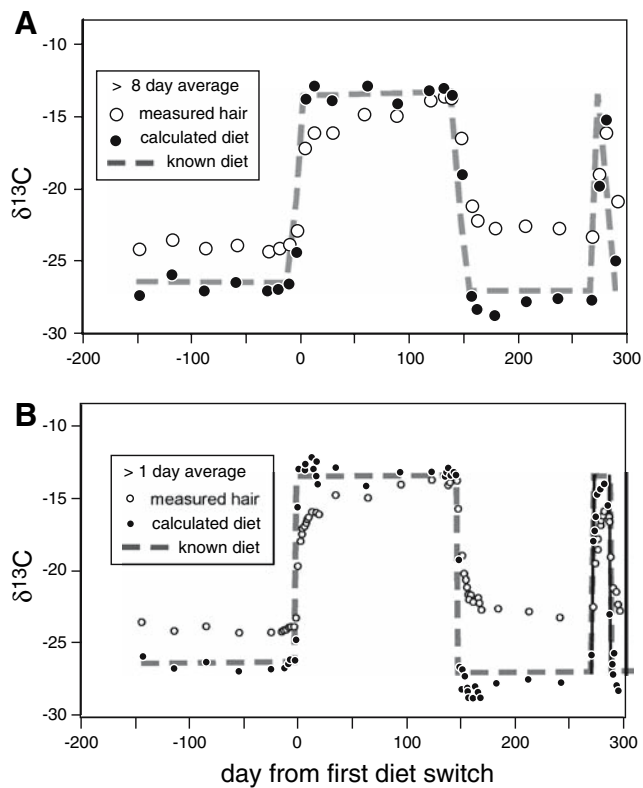 A
-10
-15
-20
-25
-30
δ13C
> 8 day average
measured hair
calculated diet
known diet
-200 -100 0 100 200 300
B
-10
-15
-20
-25
-30
δ13C
> 1 day average
measured hair
calculated diet
known diet
-200 -100 0 100 200 300
day from first diet switch